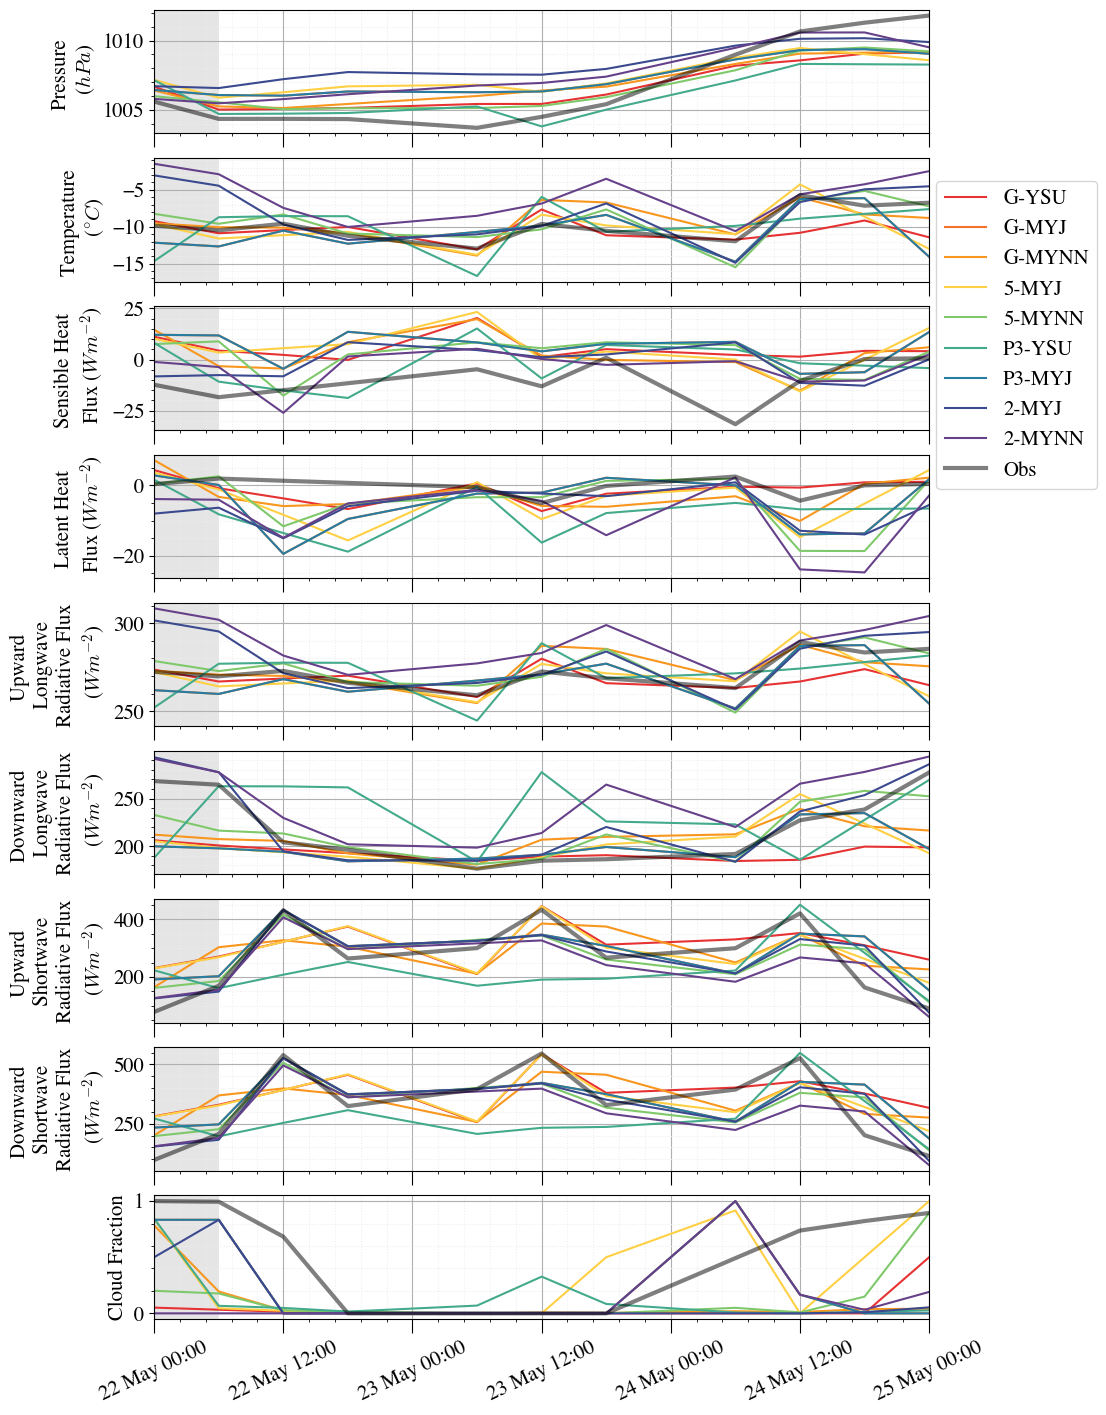 Pressure
(hPa)
1010
1005
Temperature
(°C)
−5
−10
−15
Sensible Heat
Flux (Wm⁻²)
25
0
−25
Latent Heat
Flux (Wm⁻²)
0
−20
Upward
Longwave
Radiative Flux
(Wm⁻²)
300
250
Downward
Longwave
Radiative Flux
(Wm⁻²)
250
200
Upward
Shortwave
Radiative Flux
(Wm⁻²)
400
200
Downward
Shortwave
Radiative Flux
(Wm⁻²)
500
250
Cloud Fraction
1
0
22 May 00:00
22 May 12:00
23 May 00:00
23 May 12:00
24 May 00:00
24 May 12:00
25 May 00:00
G-YSU
G-MYJ
G-MYNN
5-MYJ
5-MYNN
P3-YSU
P3-MYJ
2-MYJ
2-MYNN
Obs